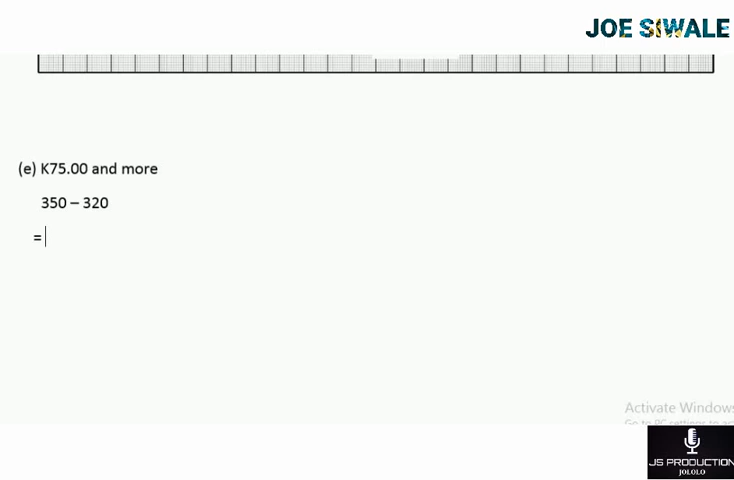 JOE SIWALE
(e) K75.00 and more
350 – 320
=
Activate Windows
JS PRODUCTION
JOLOLO